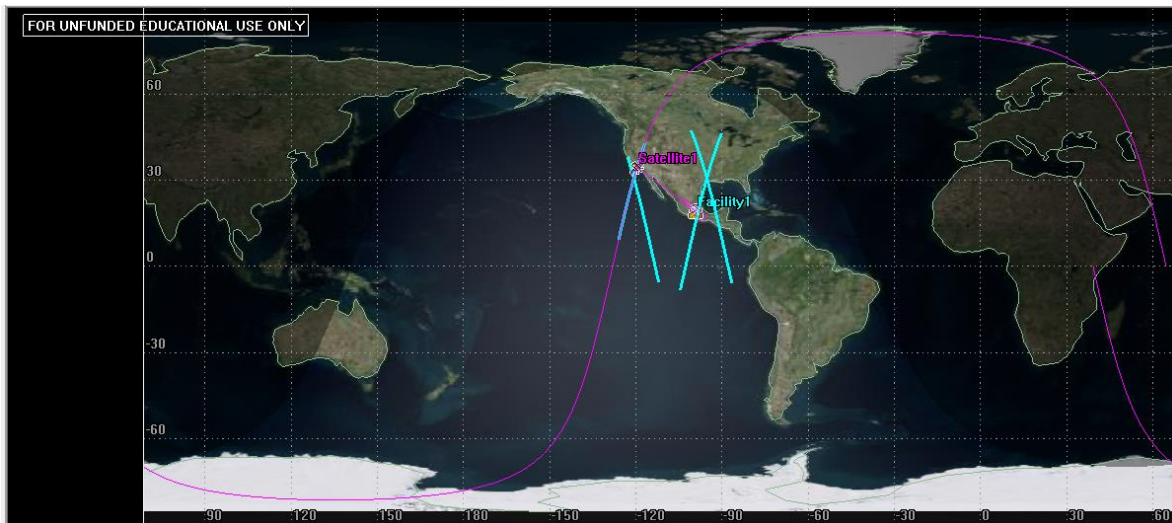 FOR UNFUNDED EDUCATIONAL USE ONLY
60
Satellite1
30
Facility1
0
-30
-60
:90 :120 :150 :180 :-150 :-120 :-90 :-60 :-30 :0 :30 :60